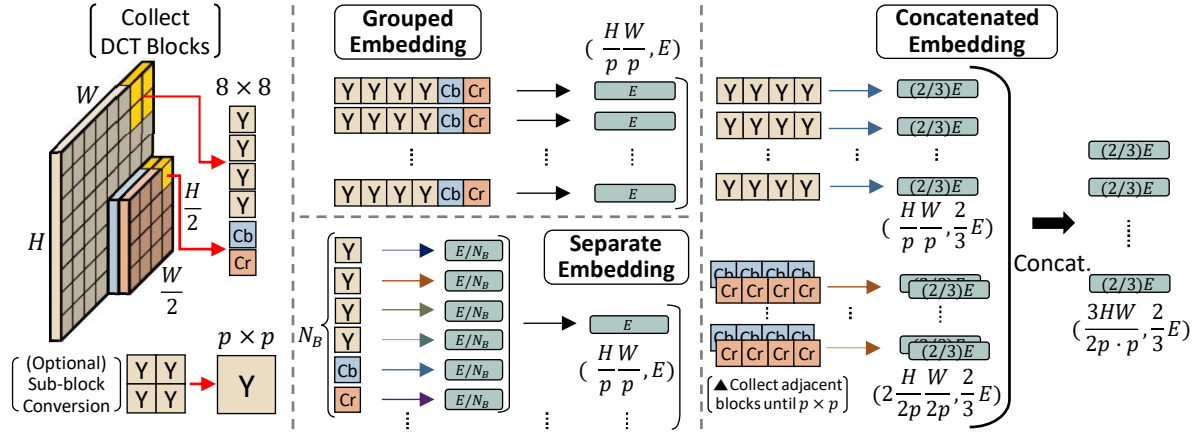 Collect
DCT Blocks
W
H
H/2
W/2
8 × 8
Y
Y
Y
Y
Cb
Cr
(Optional)
Sub-block
Conversion
Y Y
Y Y
p × p
Y
Grouped
Embedding
(H/p W/p, E)
Y Y Y Y Cb Cr E
Y Y Y Y Cb Cr E
Y Y Y Y Cb Cr E
Separate
Embedding
N_B
Y E/N_B
Y E/N_B
Y E/N_B
Y E/N_B
Cb E/N_B
Cr E/N_B
E
(H/p W/p, E)
Concatenated
Embedding
Y Y Y Y (2/3)E
Y Y Y Y (2/3)E
Y Y Y Y (2/3)E
(H/p W/p, 2/3 E)
Cb Cb Cb Cb
Cr Cr Cr Cr (2/3)E
Cb Cb Cb Cb
Cr Cr Cr Cr (2/3)E
▲Collect adjacent
blocks until p × p
(2 H/2p W/2p, 2/3 E)
Concat.
(2/3)E
(2/3)E
(2/3)E
(3HW/2p · p, 2/3 E)